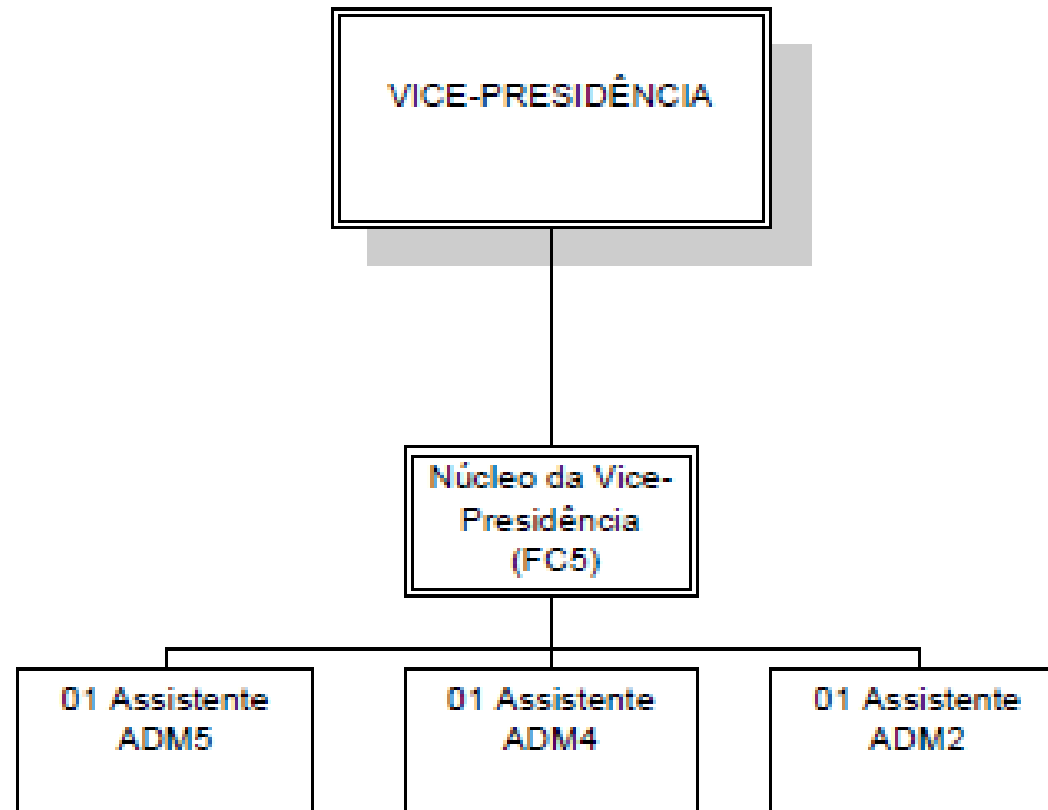 VICE-PRESIDÊNCIA
Núcleo da Vice-
Presidência
(FC5)
01 Assistente
ADM5
01 Assistente
ADM4
01 Assistente
ADM2